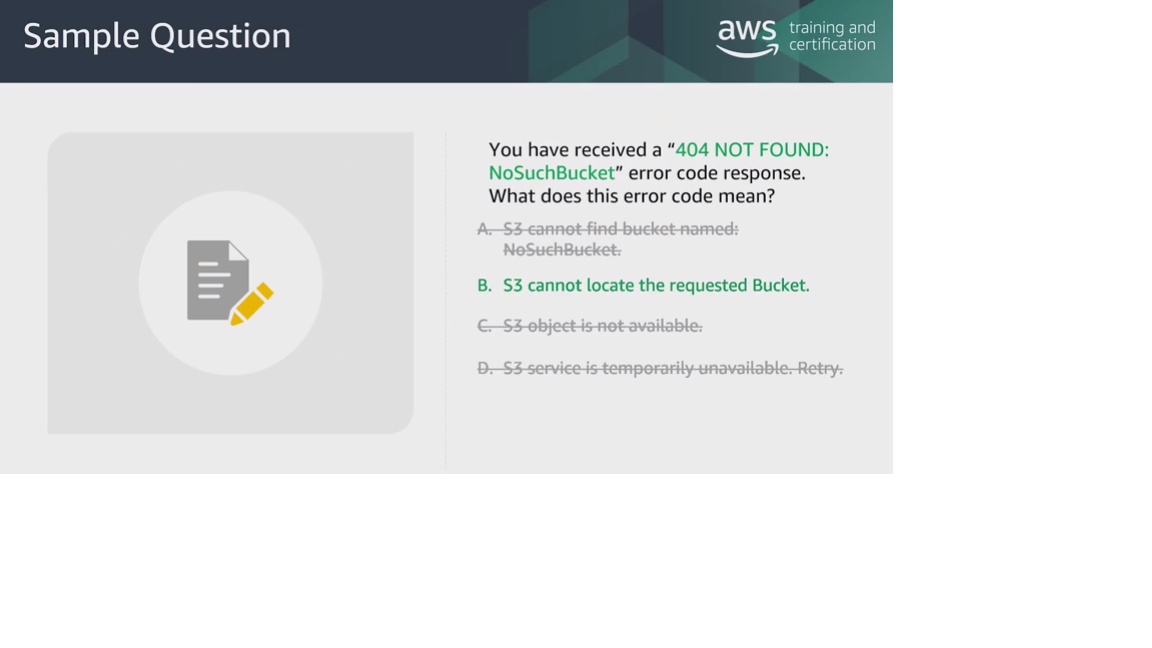 Sample Question
aws
training and
certification
You have received a “404 NOT FOUND:
NoSuchBucket” error code response.
What does this error code mean?
A. S3 cannot find bucket named:
NoSuchBucket.
B. S3 cannot locate the requested Bucket.
C. S3 object is not available.
D. S3 service is temporarily unavailable. Retry.